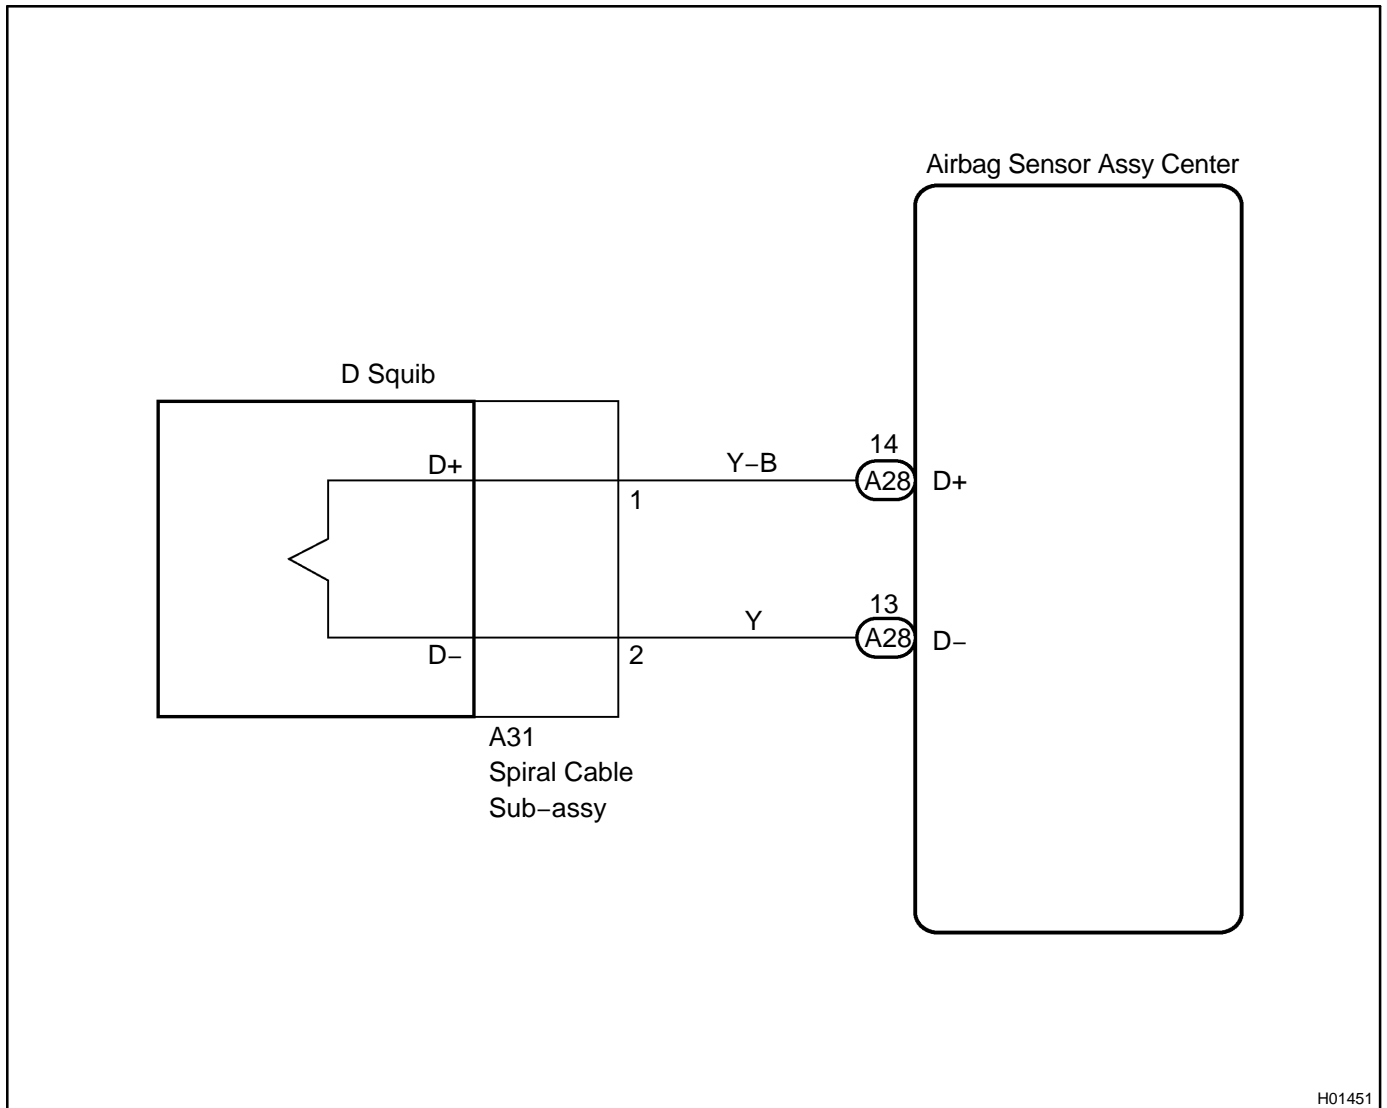 Airbag Sensor Assy Center
D Squib
D+
Y−B
14
A28
D+
1
D−
Y
13
A28
D−
2
A31
Spiral Cable
Sub−assy
H01451